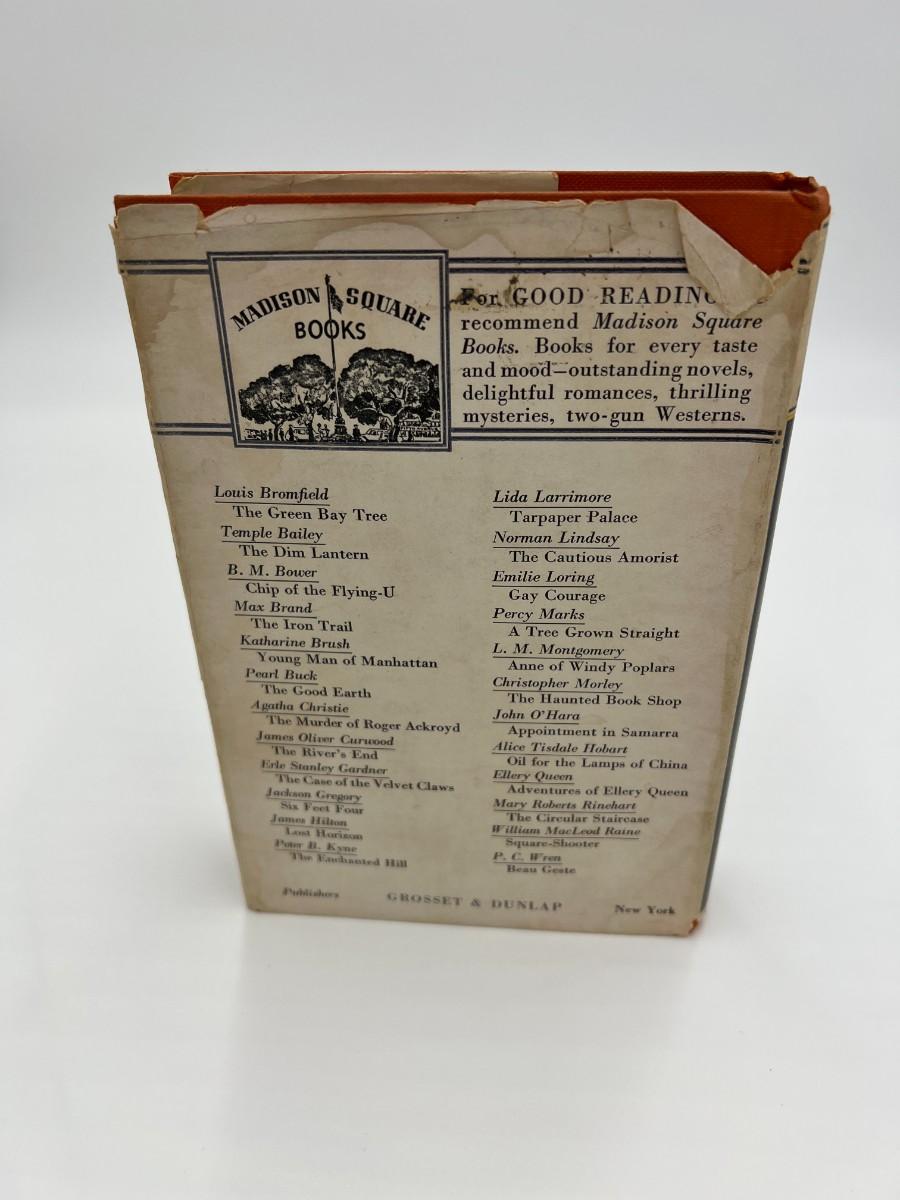 MADISON SQUARE
BOOKS
For GOOD READING
recommend Madison Square
Books. Books for every taste
and mood—outstanding novels,
delightful romances, thrilling
mysteries, two-gun Westerns.
Louis Bromfield
The Green Bay Tree
Temple Bailey
The Dim Lantern
B. M. Bower
Chip of the Flying-U
Max Brand
The Iron Trail
Katharine Brush
Young Man of Manhattan
Pearl Buck
The Good Earth
Agatha Christie
The Murder of Roger Ackroyd
James Oliver Curwood
The River's End
Erle Stanley Gardner
The Case of the Velvet Claws
Jackson Gregory
Six Feet Four
James Hilton
Lost Horizon
Peter B. Kyne
The Enchanted Hill
Lida Larrimore
Tarpaper Palace
Norman Lindsay
The Cautious Amorist
Emilie Loring
Gay Courage
Percy Marks
A Tree Grown Straight
L. M. Montgomery
Anne of Windy Poplars
Christopher Morley
The Haunted Book Shop
John O'Hara
Appointment in Samarra
Alice Tisdale Hobart
Oil for the Lamps of China
Ellery Queen
Adventures of Ellery Queen
Mary Roberts Rinehart
The Circular Staircase
William MacLeod Raine
Square-Shooter
P. C. Wren
Beau Geste
Publishers GROSSET & DUNLAP New York